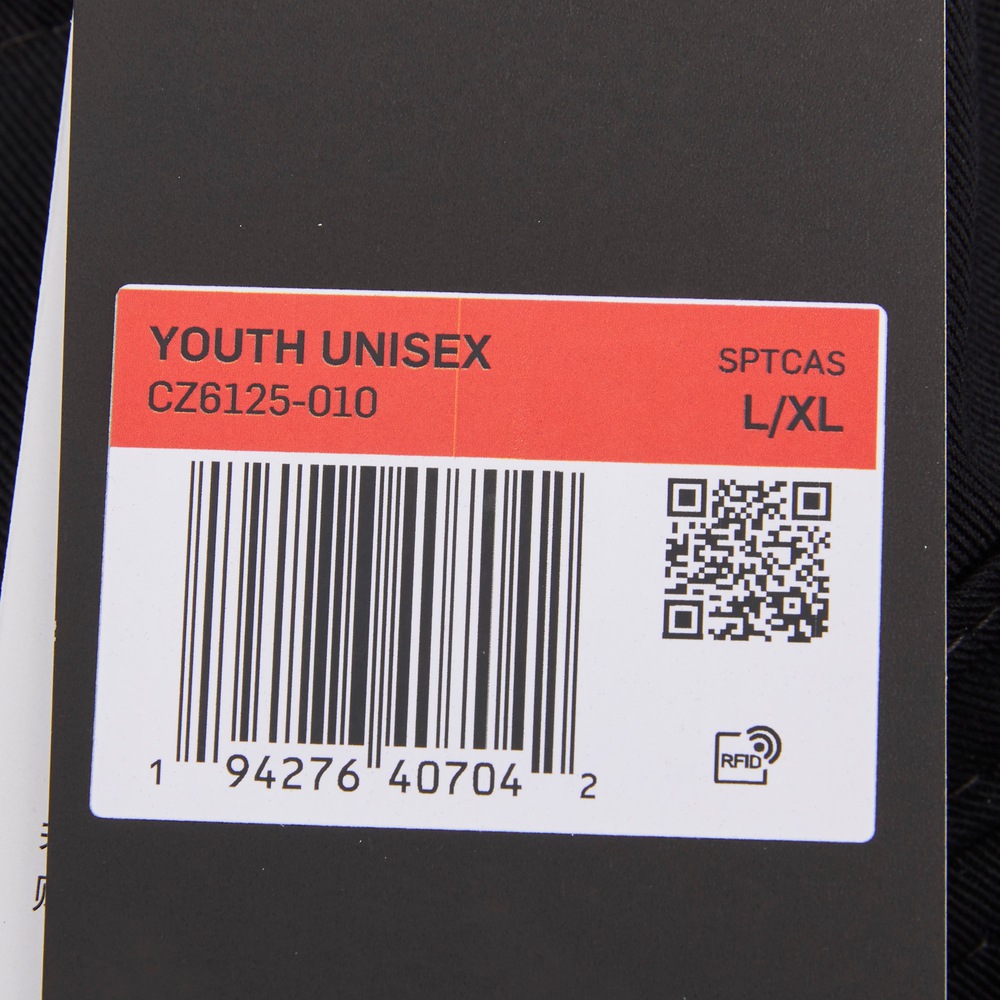 YOUTH UNISEX
CZ6125-010
SPTCAS
L/XL
1 94276 40704 2
RFID